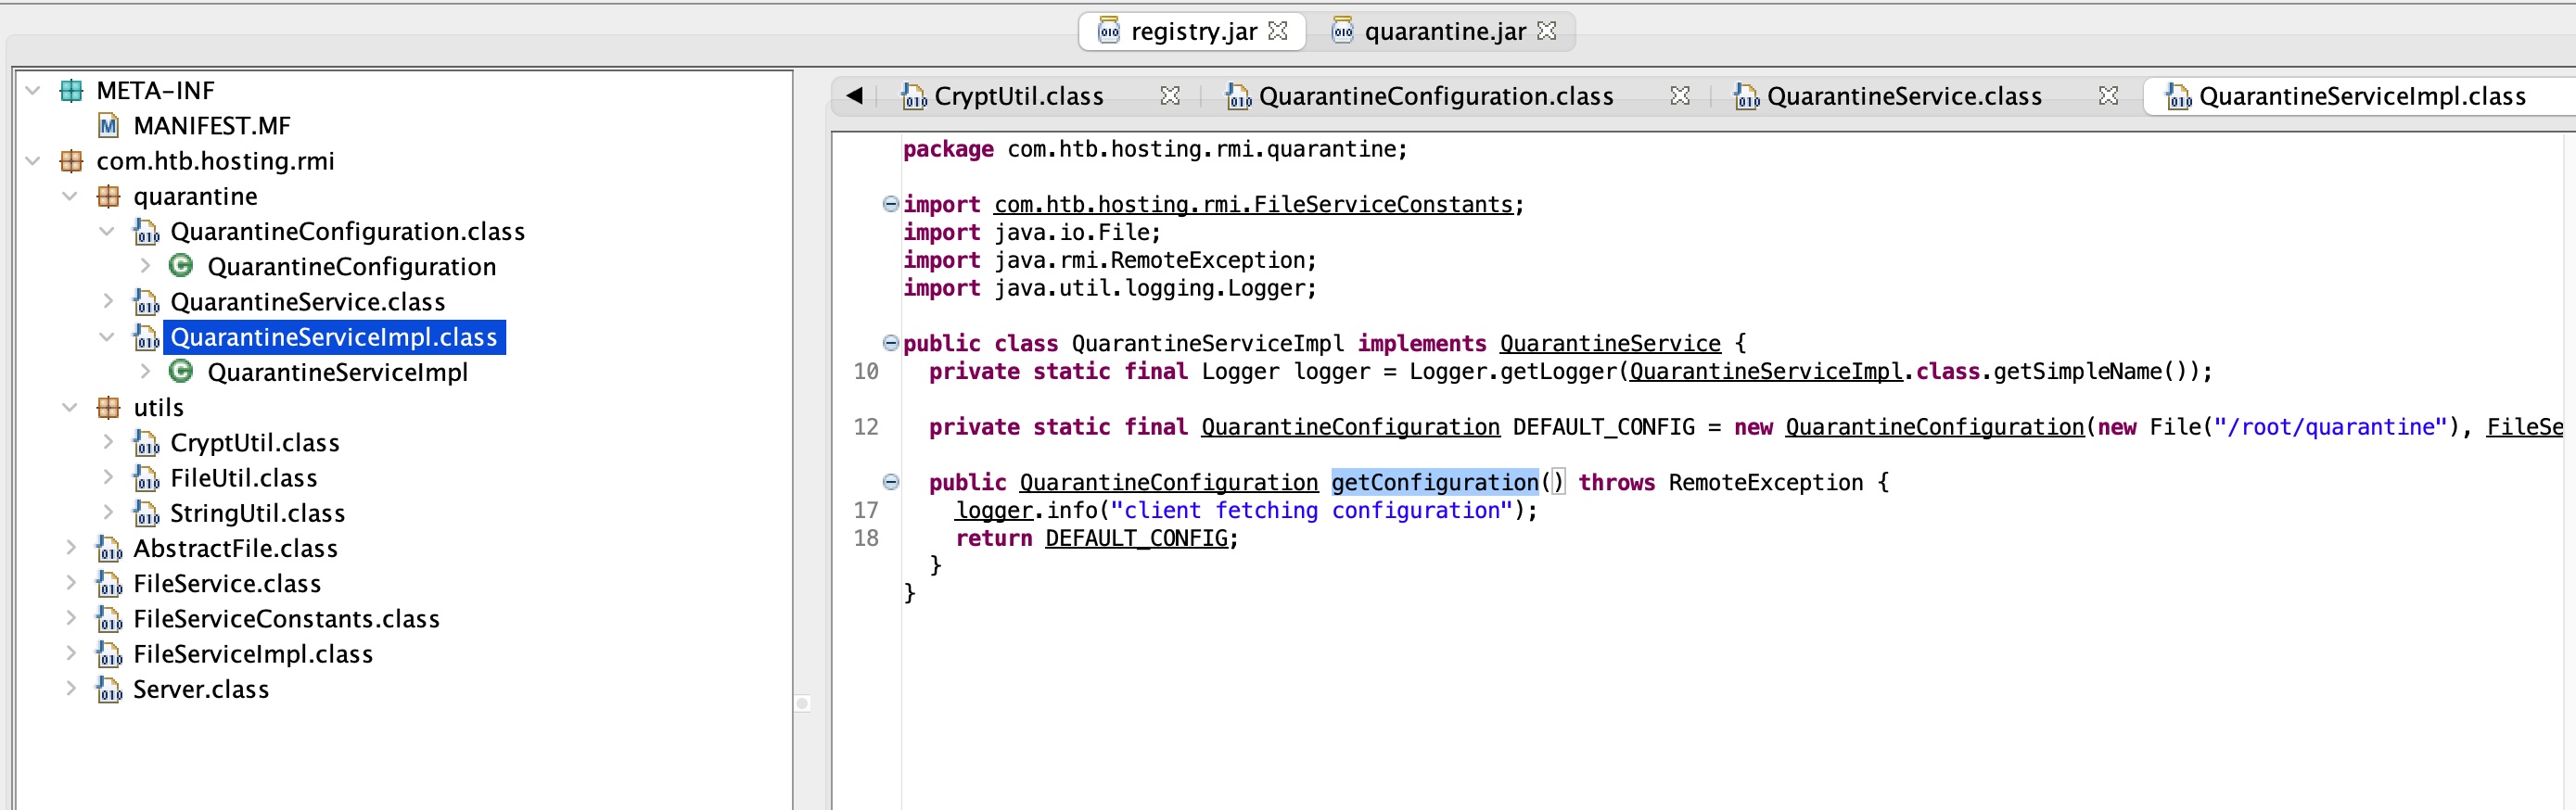 registry.jar
quarantine.jar
META-INF
MANIFEST.MF
com.htb.hosting.rmi
quarantine
QuarantineConfiguration.class
QuarantineConfiguration
QuarantineService.class
QuarantineServiceImpl.class
QuarantineServiceImpl
utils
CryptUtil.class
FileUtil.class
StringUtil.class
AbstractFile.class
FileService.class
FileServiceConstants.class
FileServiceImpl.class
Server.class
CryptUtil.class QuarantineConfiguration.class QuarantineService.class QuarantineServiceImpl.class
package com.htb.hosting.rmi.quarantine;
import com.htb.hosting.rmi.FileServiceConstants;
import java.io.File;
import java.rmi.RemoteException;
import java.util.logging.Logger;
public class QuarantineServiceImpl implements QuarantineService {
10 private static final Logger logger = Logger.getLogger(QuarantineServiceImpl.class.getSimpleName());
12 private static final QuarantineConfiguration DEFAULT_CONFIG = new QuarantineConfiguration(new File("/root/quarantine"), FileSe
public QuarantineConfiguration getConfiguration() throws RemoteException {
17 logger.info("client fetching configuration");
18 return DEFAULT_CONFIG;
}
}